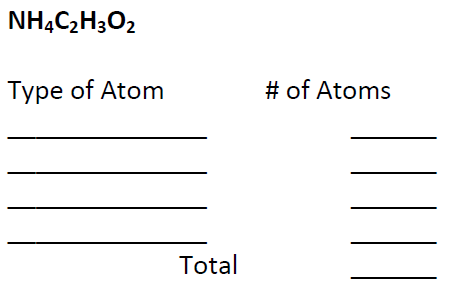 NH₄C₂H₃O₂
Type of Atom # of Atoms
Total